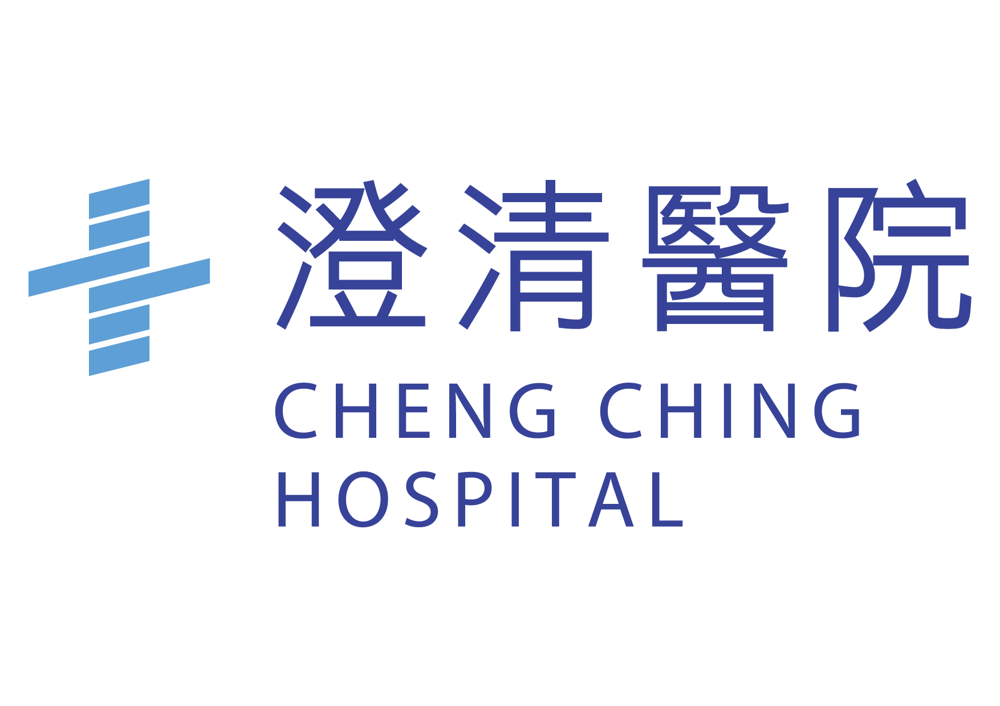 澄清醫院
CHENG CHING
HOSPITAL